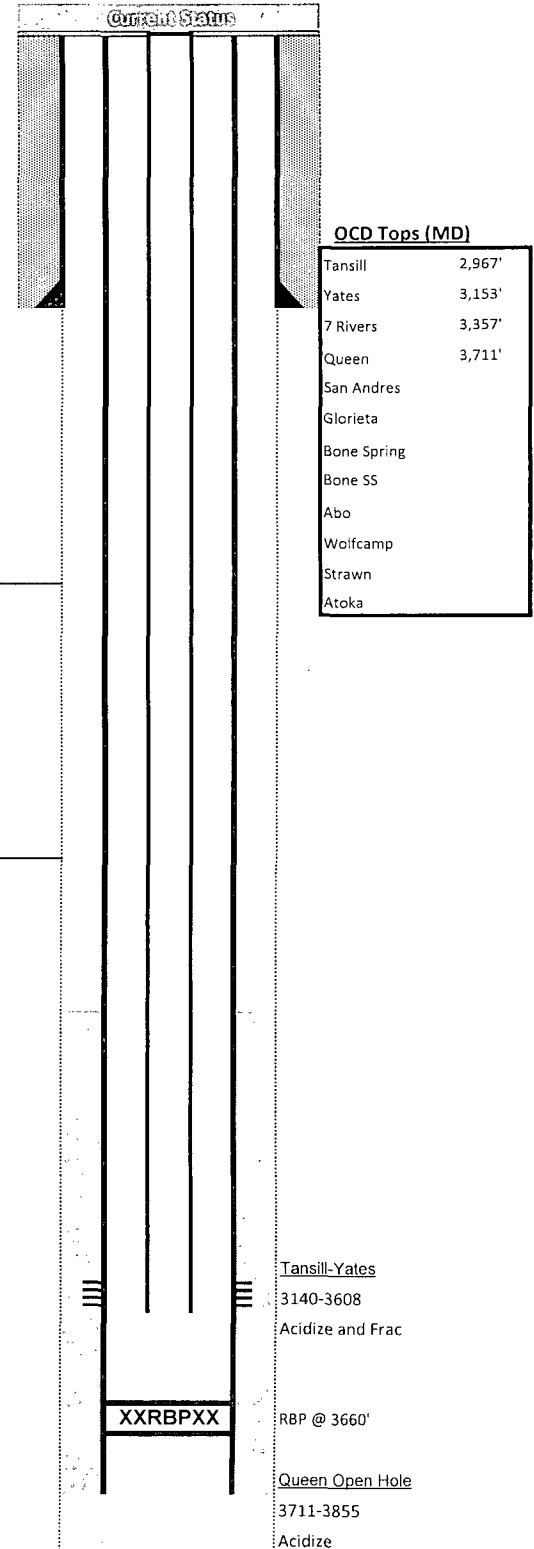 Current Status
OCD Tops (MD)
Tansill 2,967'
Yates 3,153'
7 Rivers 3,357'
Queen 3,711'
San Andres
Glorieta
Bone Spring
Bone SS
Abo
Wolfcamp
Strawn
Atoka
Tansill-Yates
3140-3608
Acidize and Frac
XXRBPXX
RBP @ 3660'
Queen Open Hole
3711-3855
Acidize